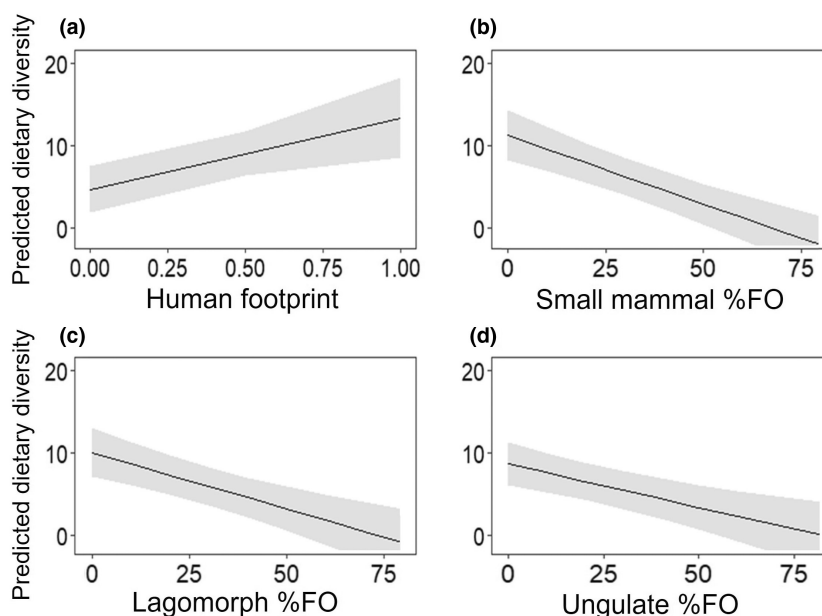 (a)
Predicted dietary diversity
20
10
0
0.00 0.25 0.50 0.75 1.00
Human footprint
(b)
20
10
0
0 25 50 75
Small mammal %FO
(c)
Predicted dietary diversity
20
10
0
0 25 50 75
Lagomorph %FO
(d)
20
10
0
0 25 50 75
Ungulate %FO